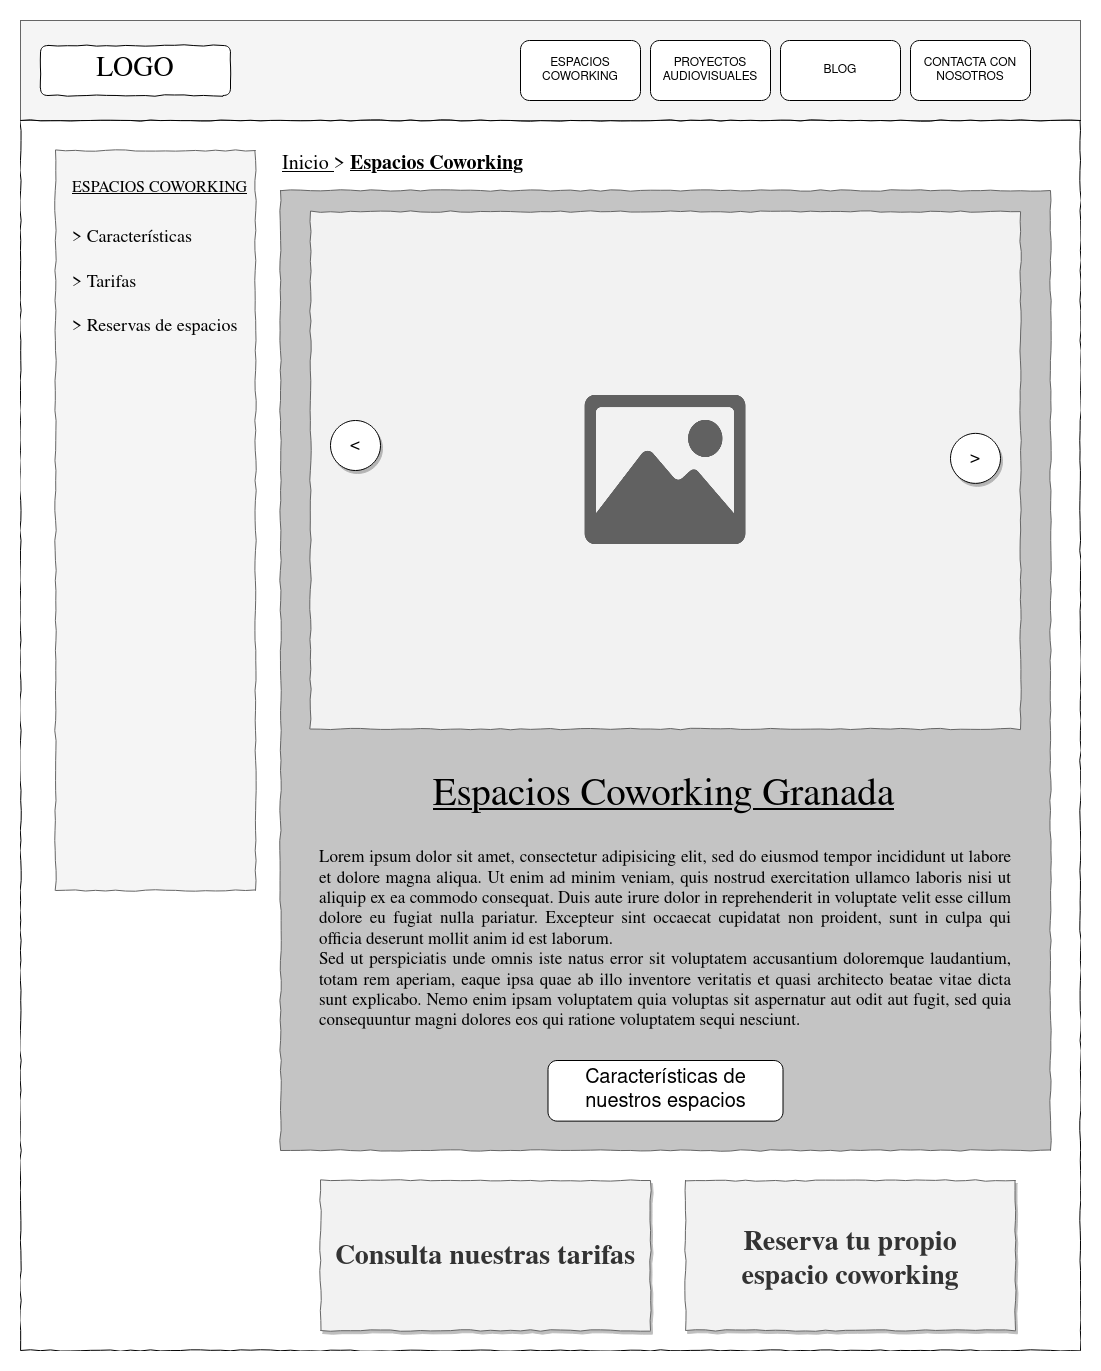 LOGO
ESPACIOS
COWORKING
PROYECTOS
AUDIOVISUALES
BLOG
CONTACTA CON
NOSOTROS
ESPACIOS COWORKING
> Características
> Tarifas
> Reservas de espacios
Inicio > Espacios Coworking
<
>
Espacios Coworking Granada
Lorem ipsum dolor sit amet, consectetur adipisicing elit, sed do eiusmod tempor incididunt ut labore
et dolore magna aliqua. Ut enim ad minim veniam, quis nostrud exercitation ullamco laboris nisi ut
aliquip ex ea commodo consequat. Duis aute irure dolor in reprehenderit in voluptate velit esse cillum
dolore eu fugiat nulla pariatur. Excepteur sint occaecat cupidatat non proident, sunt in culpa qui
officia deserunt mollit anim id est laborum.
Sed ut perspiciatis unde omnis iste natus error sit voluptatem accusantium doloremque laudantium,
totam rem aperiam, eaque ipsa quae ab illo inventore veritatis et quasi architecto beatae vitae dicta
sunt explicabo. Nemo enim ipsam voluptatem quia voluptas sit aspernatur aut odit aut fugit, sed quia
consequuntur magni dolores eos qui ratione voluptatem sequi nesciunt.
Características de
nuestros espacios
Consulta nuestras tarifas
Reserva tu propio
espacio coworking